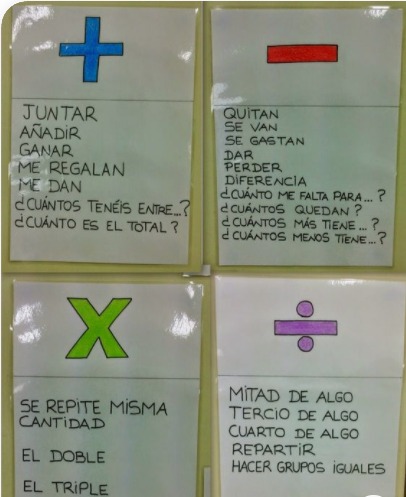 +
JUNTAR
AÑADIR
GANAR
ME REGALAN
ME DAN
¿CUÁNTOS TENÉIS ENTRE...?
¿CUÁNTO ES EL TOTAL?
−
QUITAN
SE VAN
SE GASTAN
DAR
PERDER
DIFERENCIA
¿CUÁNTO ME FALTA PARA...?
¿CUÁNTOS QUEDAN?
¿CUÁNTOS MÁS TIENE...?
¿CUÁNTOS MENOS TIENE...?
X
SE REPITE MISMA
CANTIDAD
EL DOBLE
EL TRIPLE
÷
MITAD DE ALGO
TERCIO DE ALGO
CUARTO DE ALGO
REPARTIR
HACER GRUPOS IGUALES